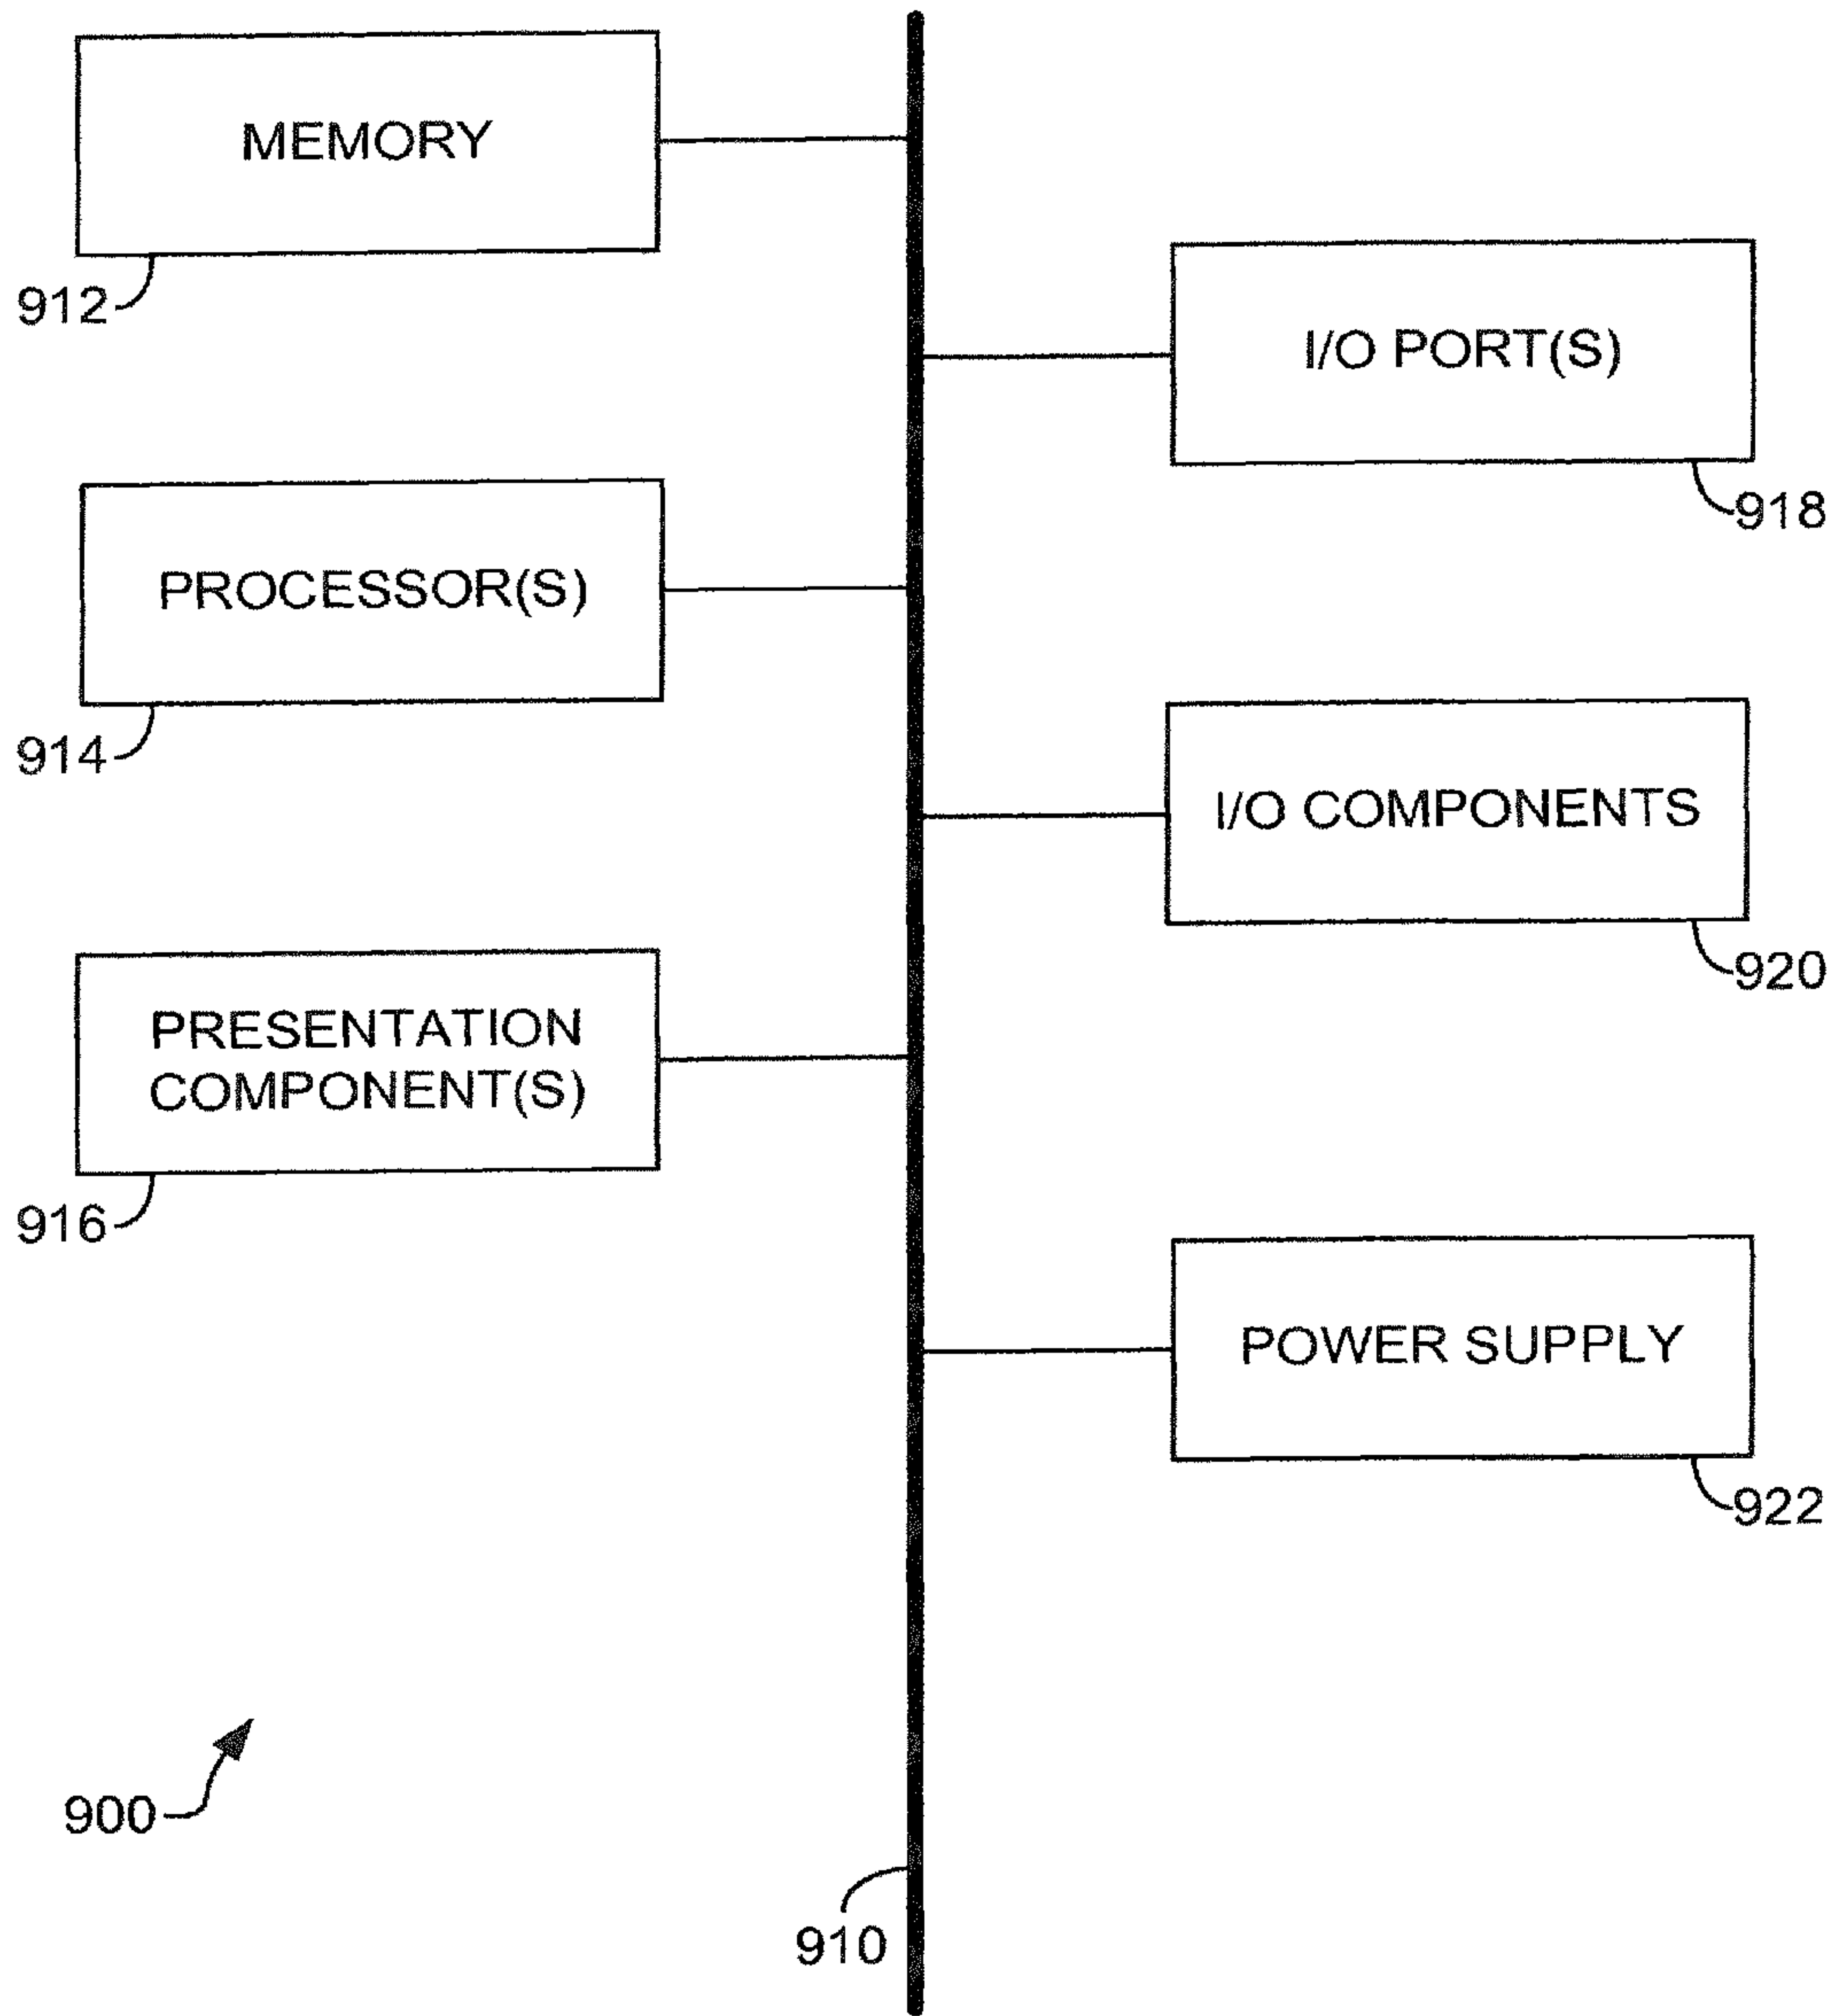 MEMORY
912
I/O PORT(S)
918
PROCESSOR(S)
914
I/O COMPONENTS
920
PRESENTATION
COMPONENT(S)
916
POWER SUPPLY
922
900
910